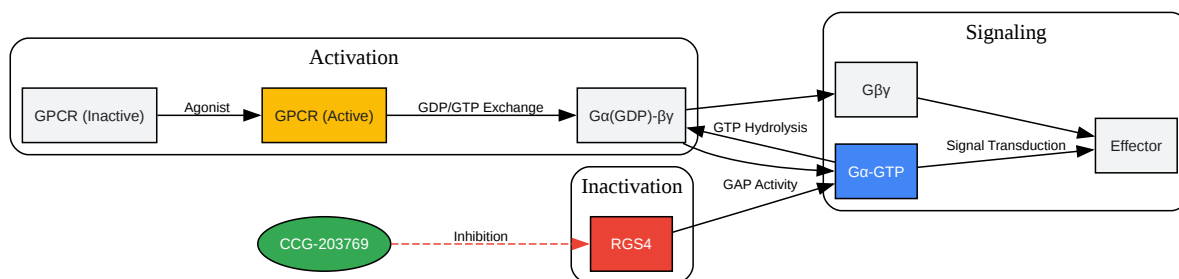 Activation
Signaling
GPCR (Inactive)
Agonist
GPCR (Active)
GDP/GTP Exchange
Gα(GDP)-βγ
Gβγ
GTP Hydrolysis
Gα-GTP
Signal Transduction
Effector
Inactivation
GAP Activity
CCG-203769
Inhibition
RGS4